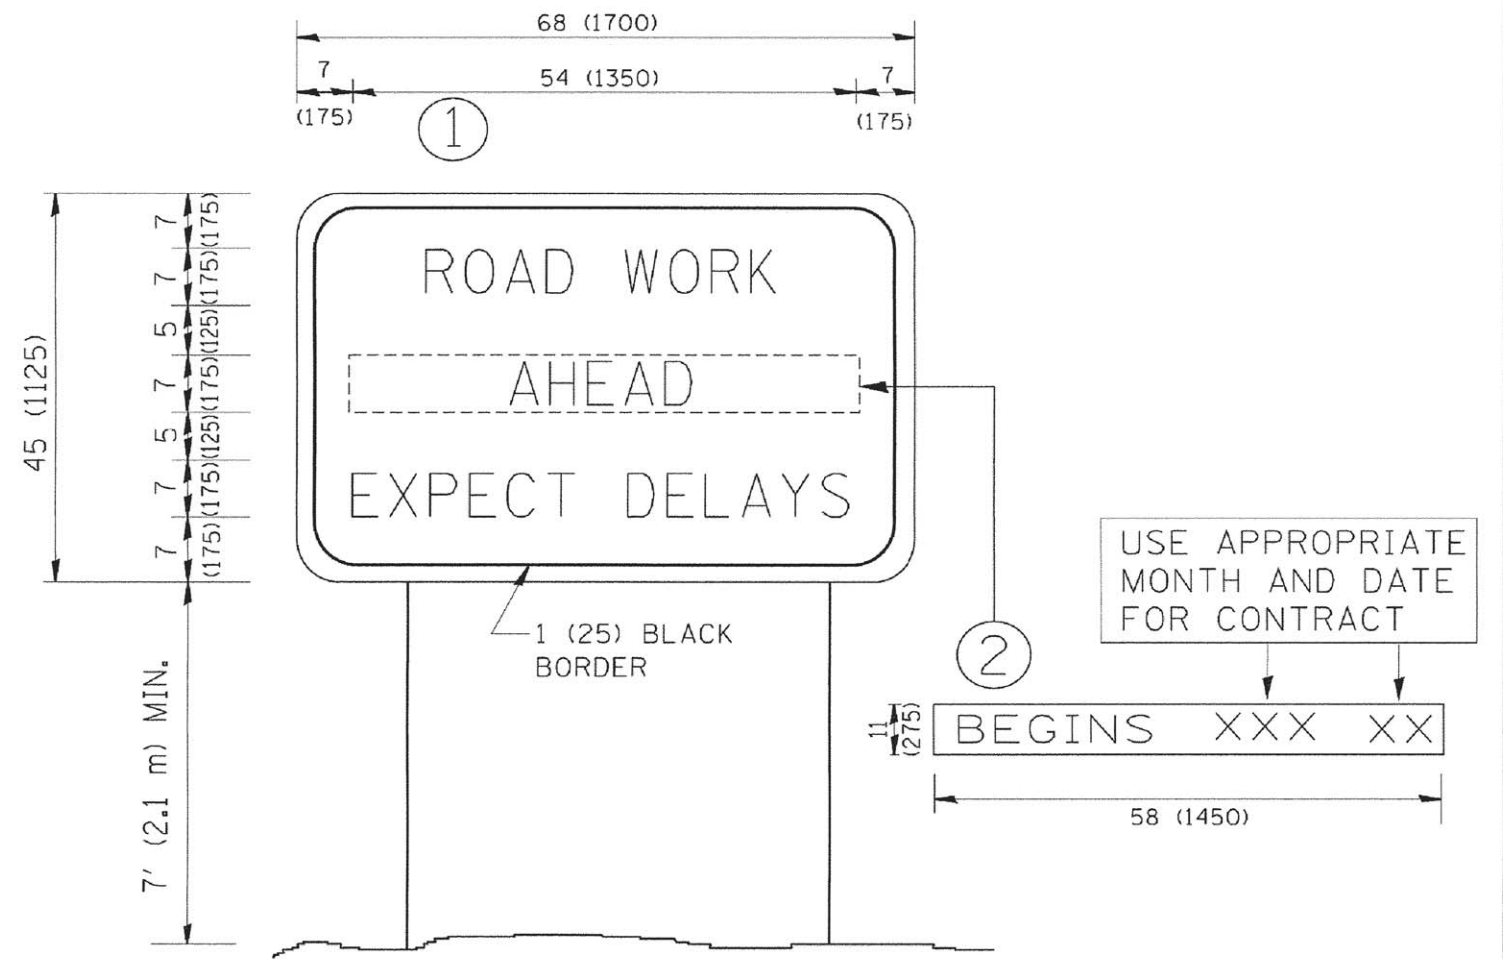 68 (1700)
7
54 (1350)
7
(175)
(175)
1
45 (1125)
7
(175)
7
(175)
5
(125)
7
(175)
5
(125)
7
(175)
7
(175)
ROAD WORK
AHEAD
EXPECT DELAYS
1 (25) BLACK
BORDER
7' (2.1 m) MIN.
2
USE APPROPRIATE
MONTH AND DATE
FOR CONTRACT
11
(275)
BEGINS XXX XX
58 (1450)